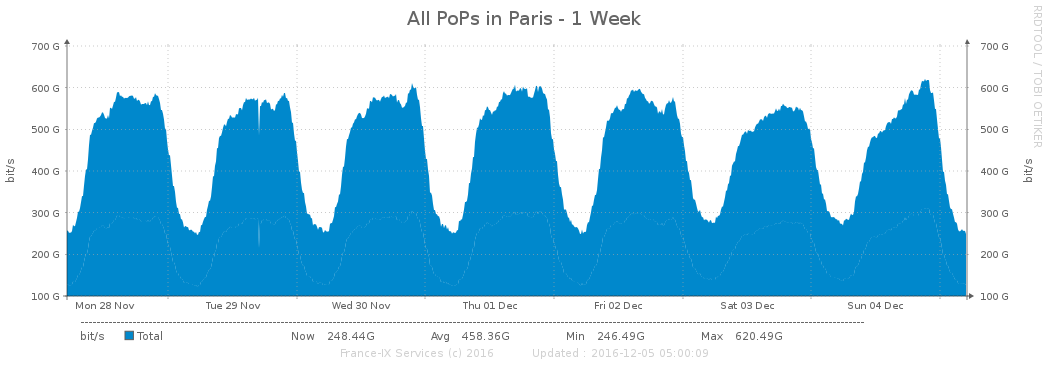 All PoPs in Paris - 1 Week
RRDTOOL / TOBI OETIKER
700 G 700 G
600 G 600 G
500 G 500 G
400 G 400 G
300 G 300 G
200 G 200 G
100 G 100 G
bit/s
bit/s
Mon 28 Nov Tue 29 Nov Wed 30 Nov Thu 01 Dec Fri 02 Dec Sat 03 Dec Sun 04 Dec
bit/s Total Now 248.44G Avg 458.36G Min 246.49G Max 620.49G
France-IX Services (c) 2016 Updated : 2016-12-05 05:00:09